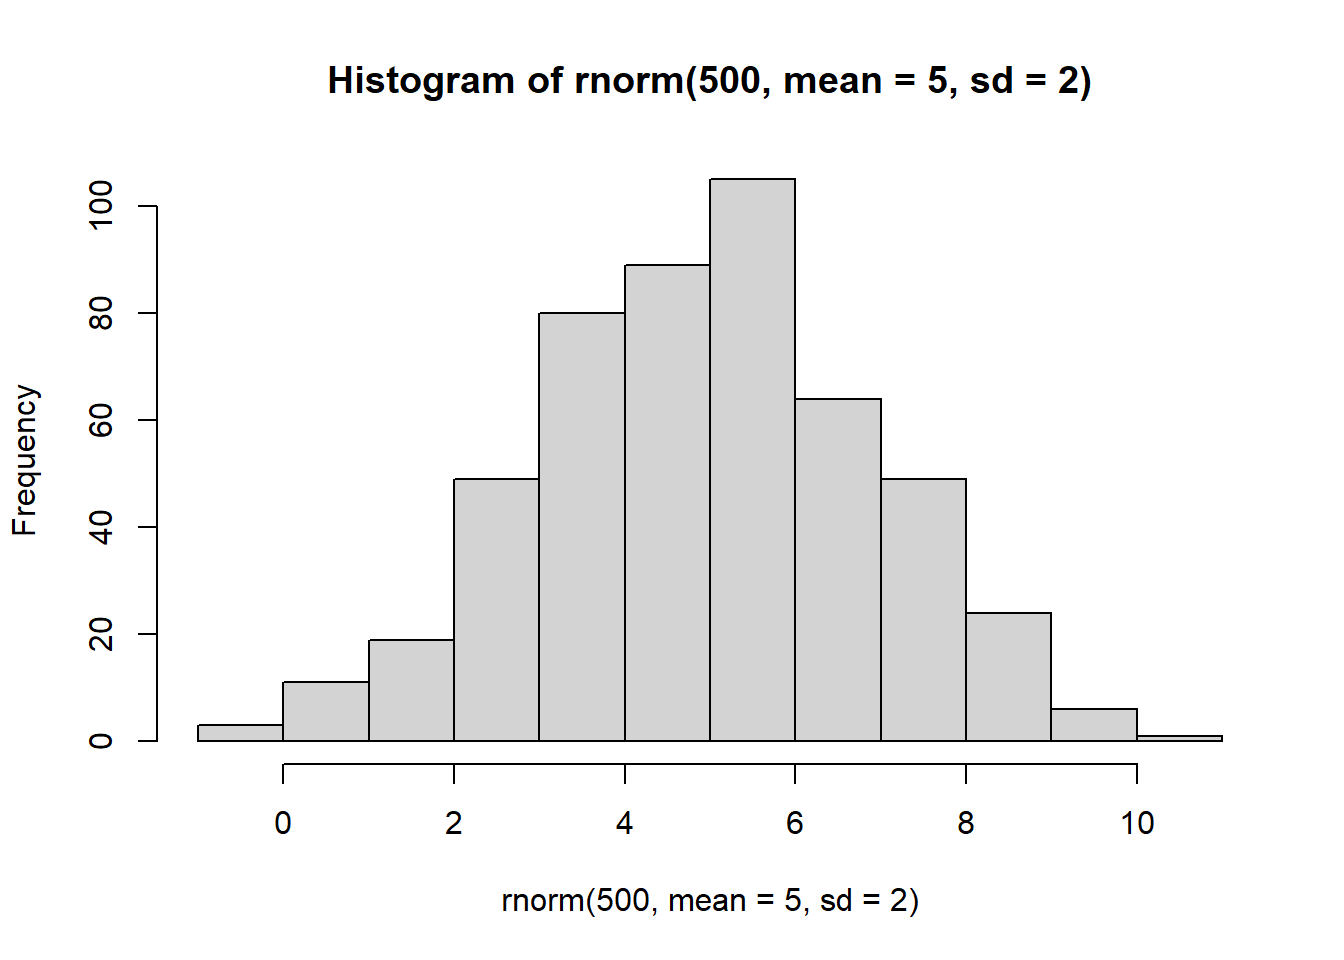 Histogram of rnorm(500, mean = 5, sd = 2)
Frequency
100
80
60
40
20
0
0 2 4 6 8 10
rnorm(500, mean = 5, sd = 2)